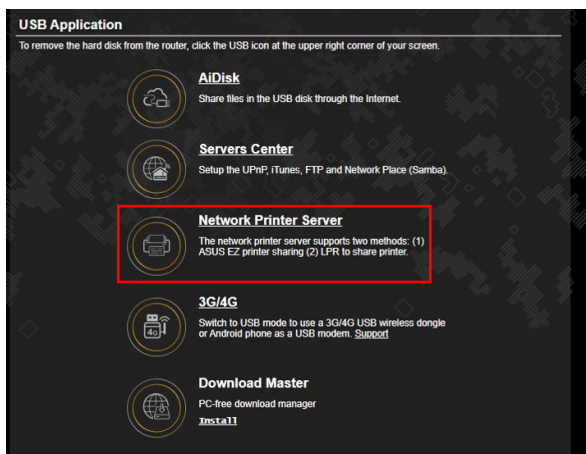 USB Application
To remove the hard disk from the router, click the USB icon at the upper right corner of your screen.
AiDisk
Share files in the USB disk through the Internet.
Servers Center
Setup the UPnP, iTunes, FTP and Network Place (Samba).
Network Printer Server
The network printer server supports two methods: (1)
ASUS EZ printer sharing (2) LPR to share printer.
3G/4G
4G
Switch to USB mode to use a 3G/4G USB wireless dongle
or Android phone as a USB modem. Support
Download Master
PC-free download manager
Install